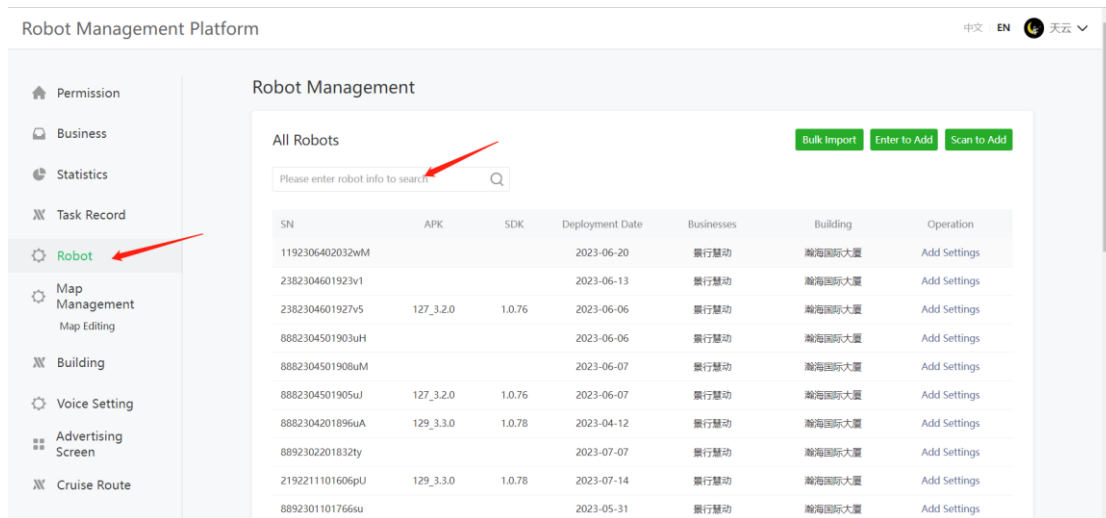 Robot Management Platform
中文 EN 天云
Permission
Business
Statistics
Task Record
Robot
Map
Management
Map Editing
Building
Voice Setting
Advertising
Screen
Cruise Route
Robot Management
All Robots
Bulk Import Enter to Add Scan to Add
Please enter robot info to search
SN APK SDK Deployment Date Businesses Building Operation
1192306402032wM 2023-06-20 景行慧动 瀚海国际大厦 Add Settings
2382304601923v1 2023-06-13 景行慧动 瀚海国际大厦 Add Settings
2382304601927v5 127_3.2.0 1.0.76 2023-06-06 景行慧动 瀚海国际大厦 Add Settings
8882304501903uH 2023-06-06 景行慧动 瀚海国际大厦 Add Settings
8882304501908uM 2023-06-07 景行慧动 瀚海国际大厦 Add Settings
8882304501905uJ 127_3.2.0 1.0.76 2023-06-07 景行慧动 瀚海国际大厦 Add Settings
8882304201896uA 129_3.3.0 1.0.78 2023-04-12 景行慧动 瀚海国际大厦 Add Settings
8892302201832ty 2023-07-07 景行慧动 瀚海国际大厦 Add Settings
2192211101606pU 129_3.3.0 1.0.78 2023-07-14 景行慧动 瀚海国际大厦 Add Settings
8892301101766su 2023-05-31 景行慧动 瀚海国际大厦 Add Settings